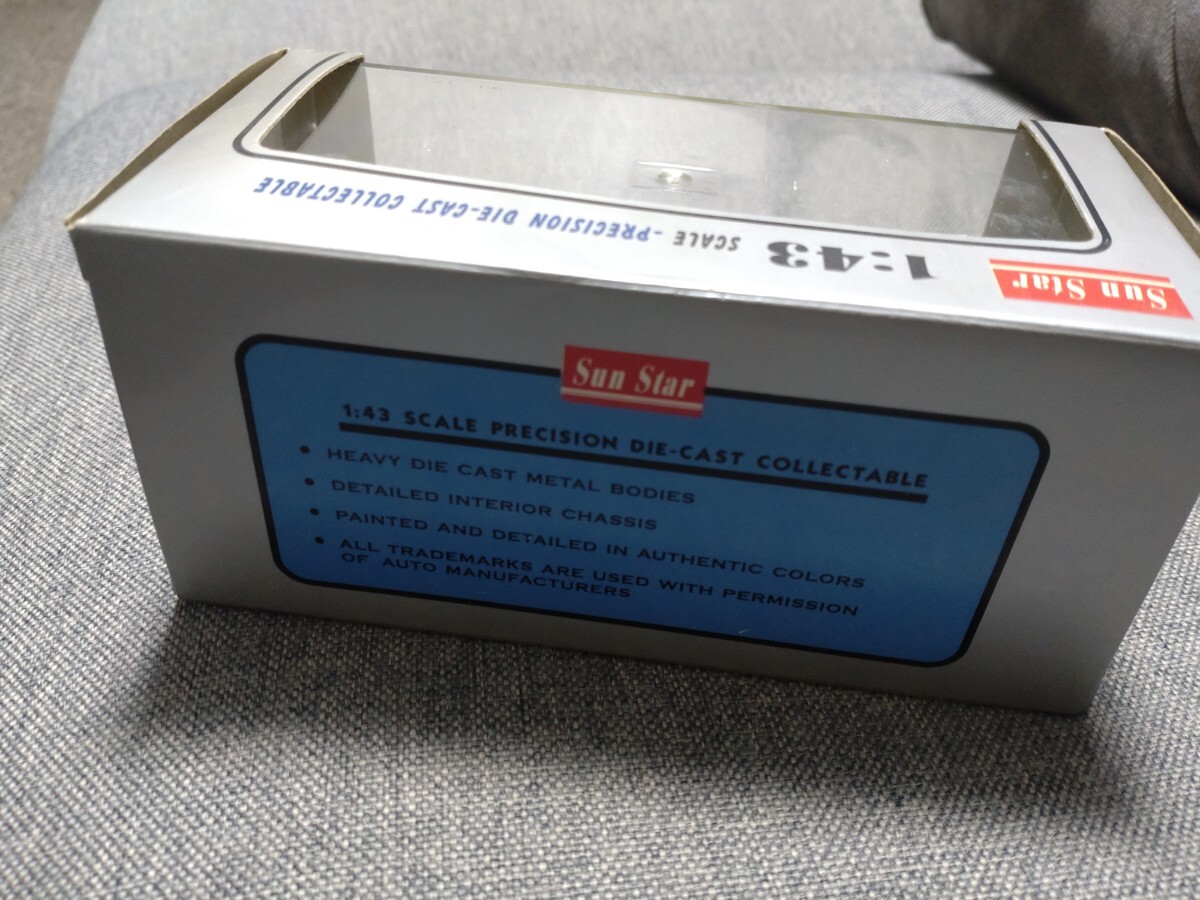 1:43 SCALE - PRECISION DIE-CAST COLLECTABLE
Sun Star
Sun Star
1:43 SCALE PRECISION DIE-CAST COLLECTABLE
• HEAVY DIE CAST METAL BODIES
• DETAILED INTERIOR CHASSIS
• PAINTED AND DETAILED IN AUTHENTIC COLORS
• ALL TRADEMARKS ARE USED WITH PERMISSION
OF AUTO MANUFACTURERS